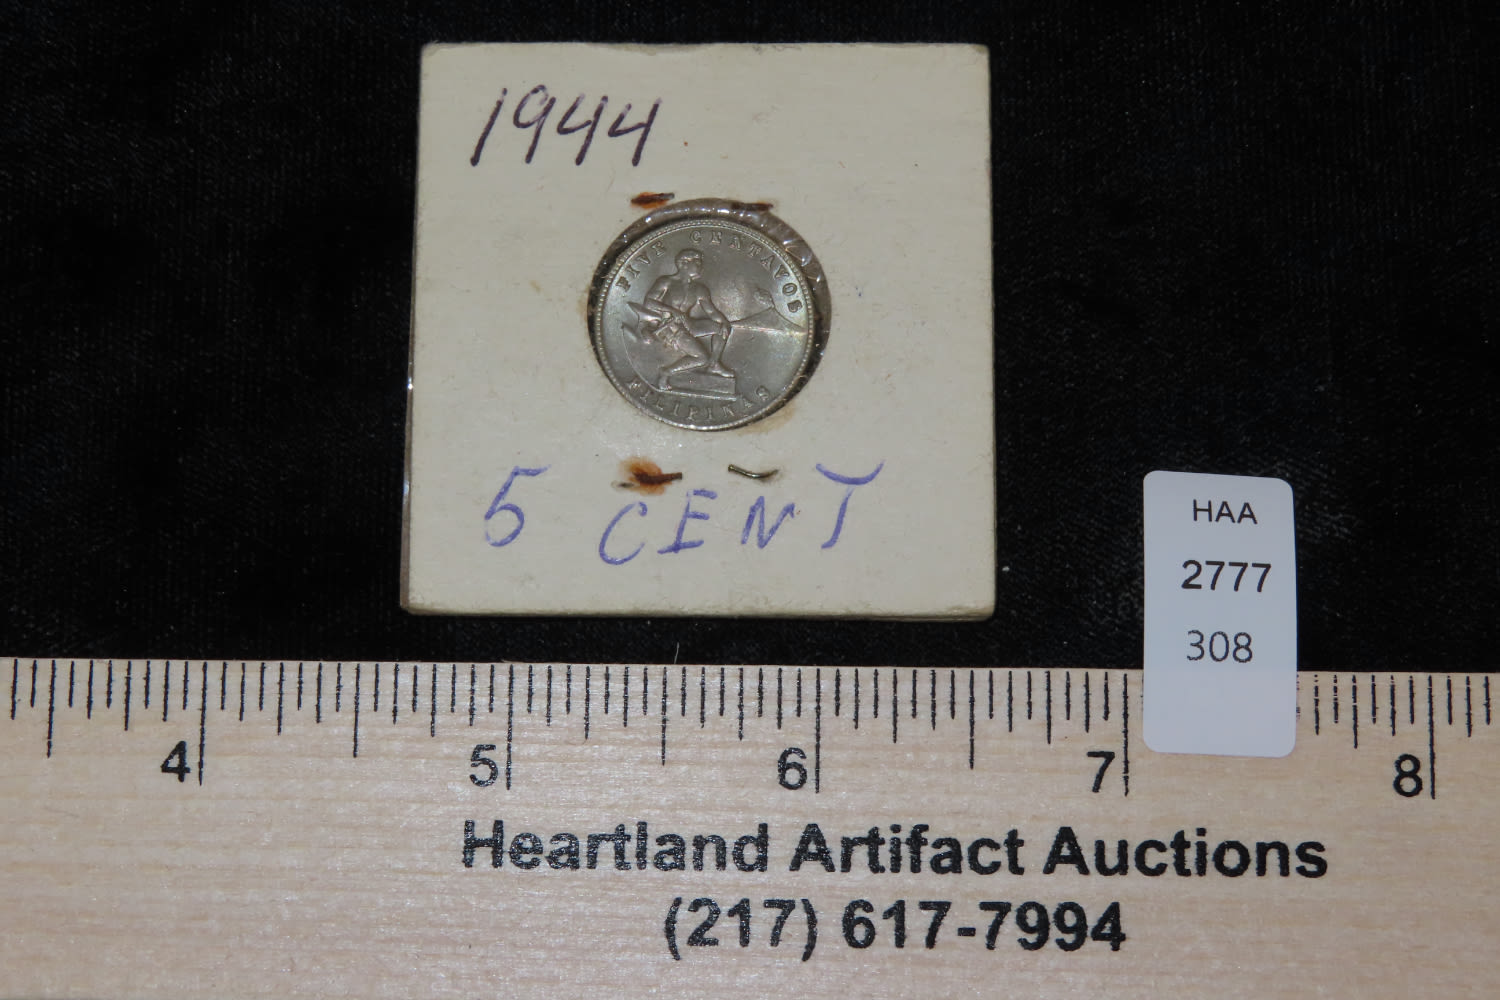 1944
FIVE CENTAVOS
FILIPINAS
5 CENT
HAA
2777
308
4 5 6 7 8
Heartland Artifact Auctions
(217) 617-7994